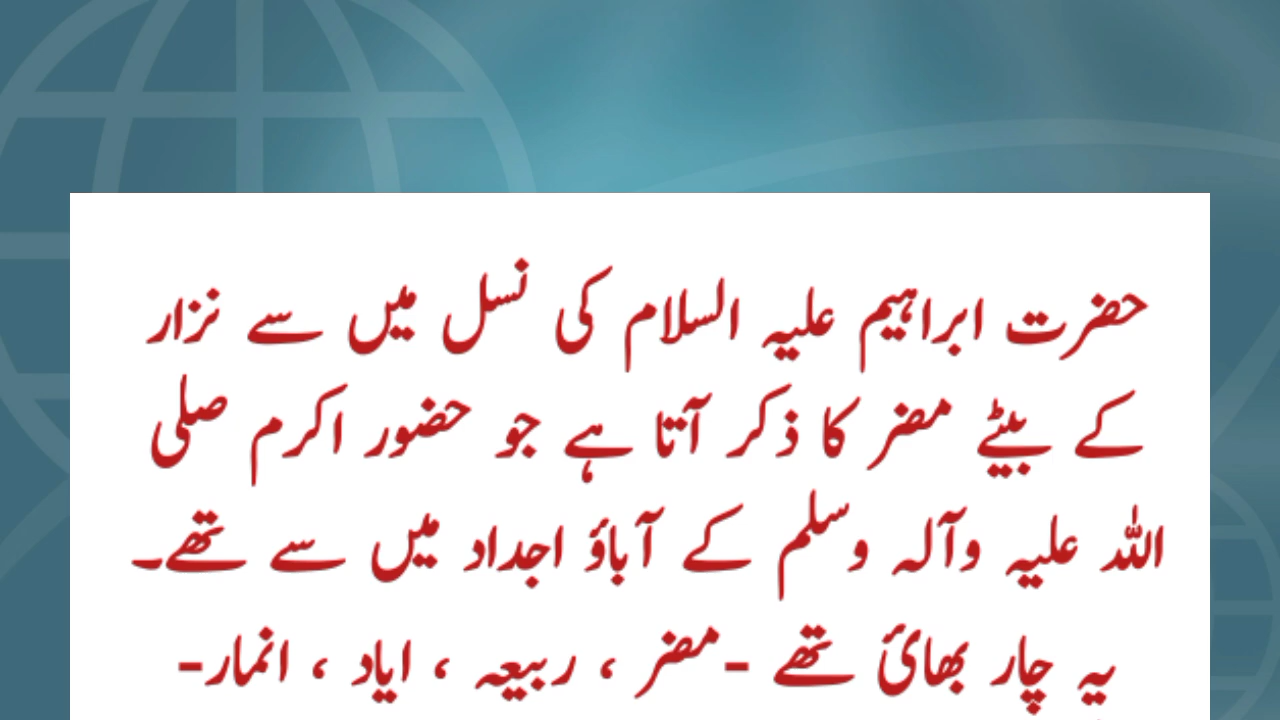 حضرت ابراہیم علیہ السلام کی نسل میں سے نزار
کے بیٹے مضر کا ذکر آتا ہے جو حضور اکرم صلی
اللہ علیہ وآلہ وسلم کے آباؤ اجداد میں سے تھے۔
یہ چار بھائ تھے -مضر ، ربیعہ ، ایاد ، انمار-